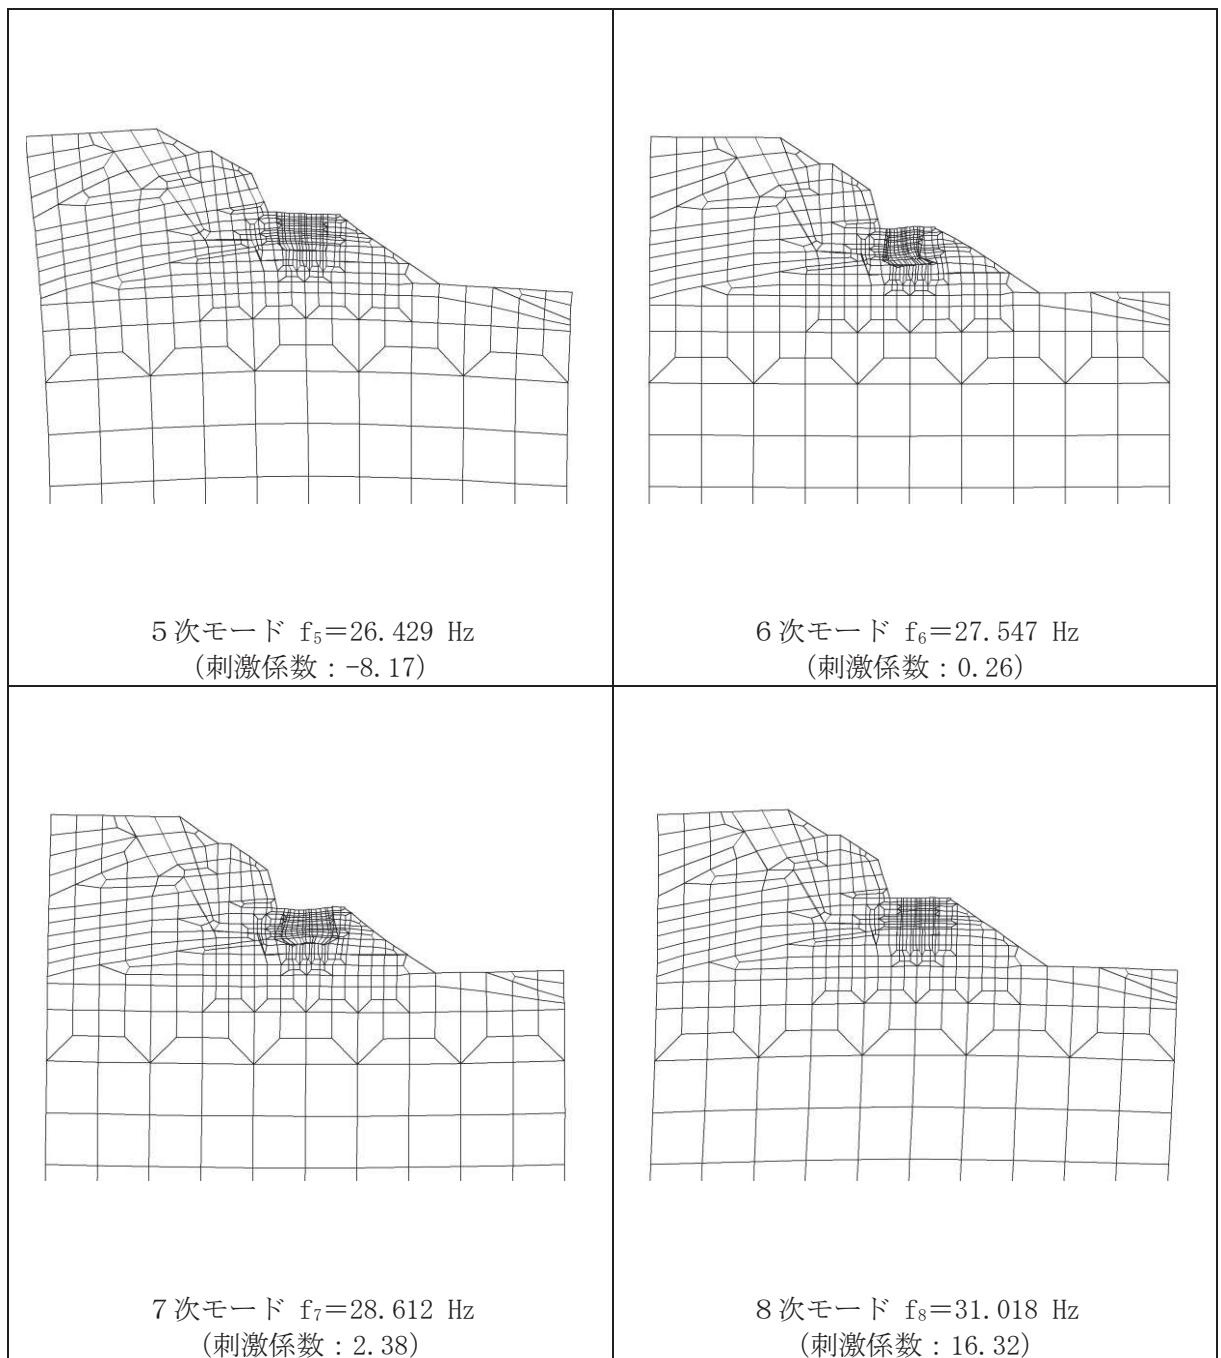 5次モード f₅=26.429 Hz
(刺激係数:-8.17)
6次モード f₆=27.547 Hz
(刺激係数:0.26)
7次モード f₇=28.612 Hz
(刺激係数:2.38)
8次モード f₈=31.018 Hz
(刺激係数:16.32)